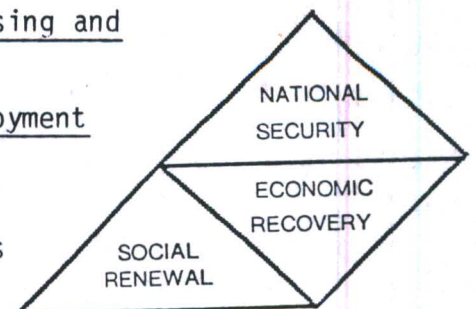 sing and
oyment
s
NATIONAL
SECURITY
ECONOMIC
RECOVERY
SOCIAL
RENEWAL